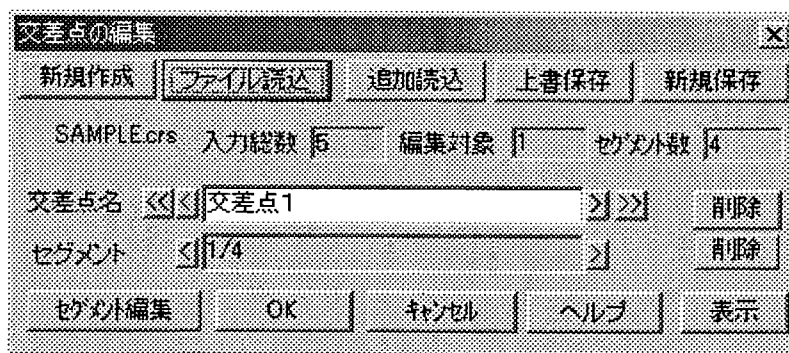 交差点の編集 X
新規作成 ファイル読込 追加読込 上書保存 新規保存
SAMPLE.crs 入力総数 5 編集対象 1 セグメント数 4
交差点名 << < 交差点1 > >> 削除
セグメント < 1/4 > 削除
セグメント編集 OK キャンセル ヘルプ 表示